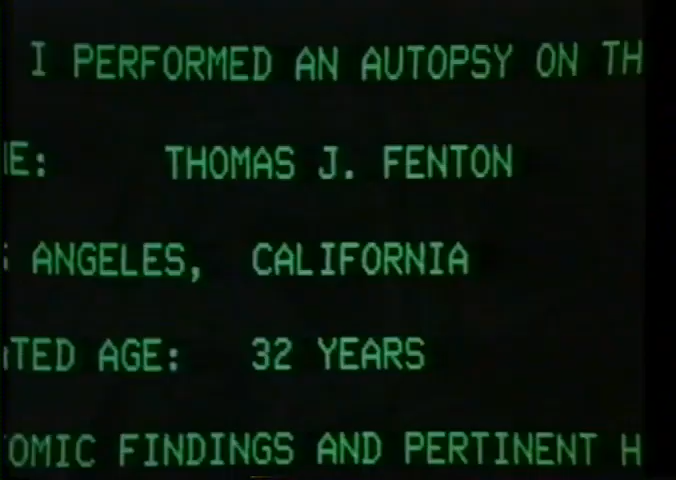 I PERFORMED AN AUTOPSY ON TH
E: THOMAS J. FENTON
ANGELES, CALIFORNIA
TED AGE: 32 YEARS
OMIC FINDINGS AND PERTINENT H